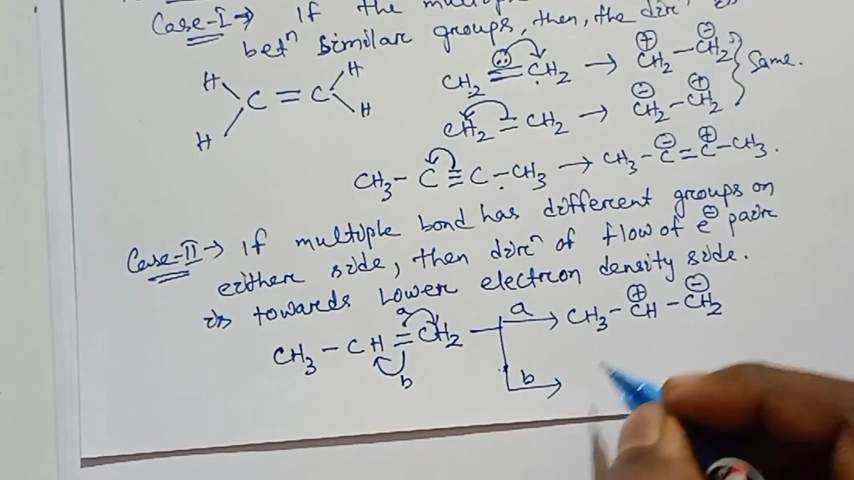 Case-I → If the
betⁿ similar groups, then, the dirⁿ
H H
C = C
H H
CH₂ = CH₂ → CH₂⊕ - CH₂⊖
CH₂ = CH₂ → CH₂⊖ - CH₂⊕
Same.
CH₃ - C ≡ C - CH₃ → CH₃ - C⊖ = C⊕ - CH₃.
Case-II → If multiple bond has different groups on
eithere side, then dirⁿ of flow of e⊖ pair
is towards Lower electron density side.
CH₃ - CH = CH₂ a → CH₃ - CH⊕ - CH₂⊖
a
b
b →